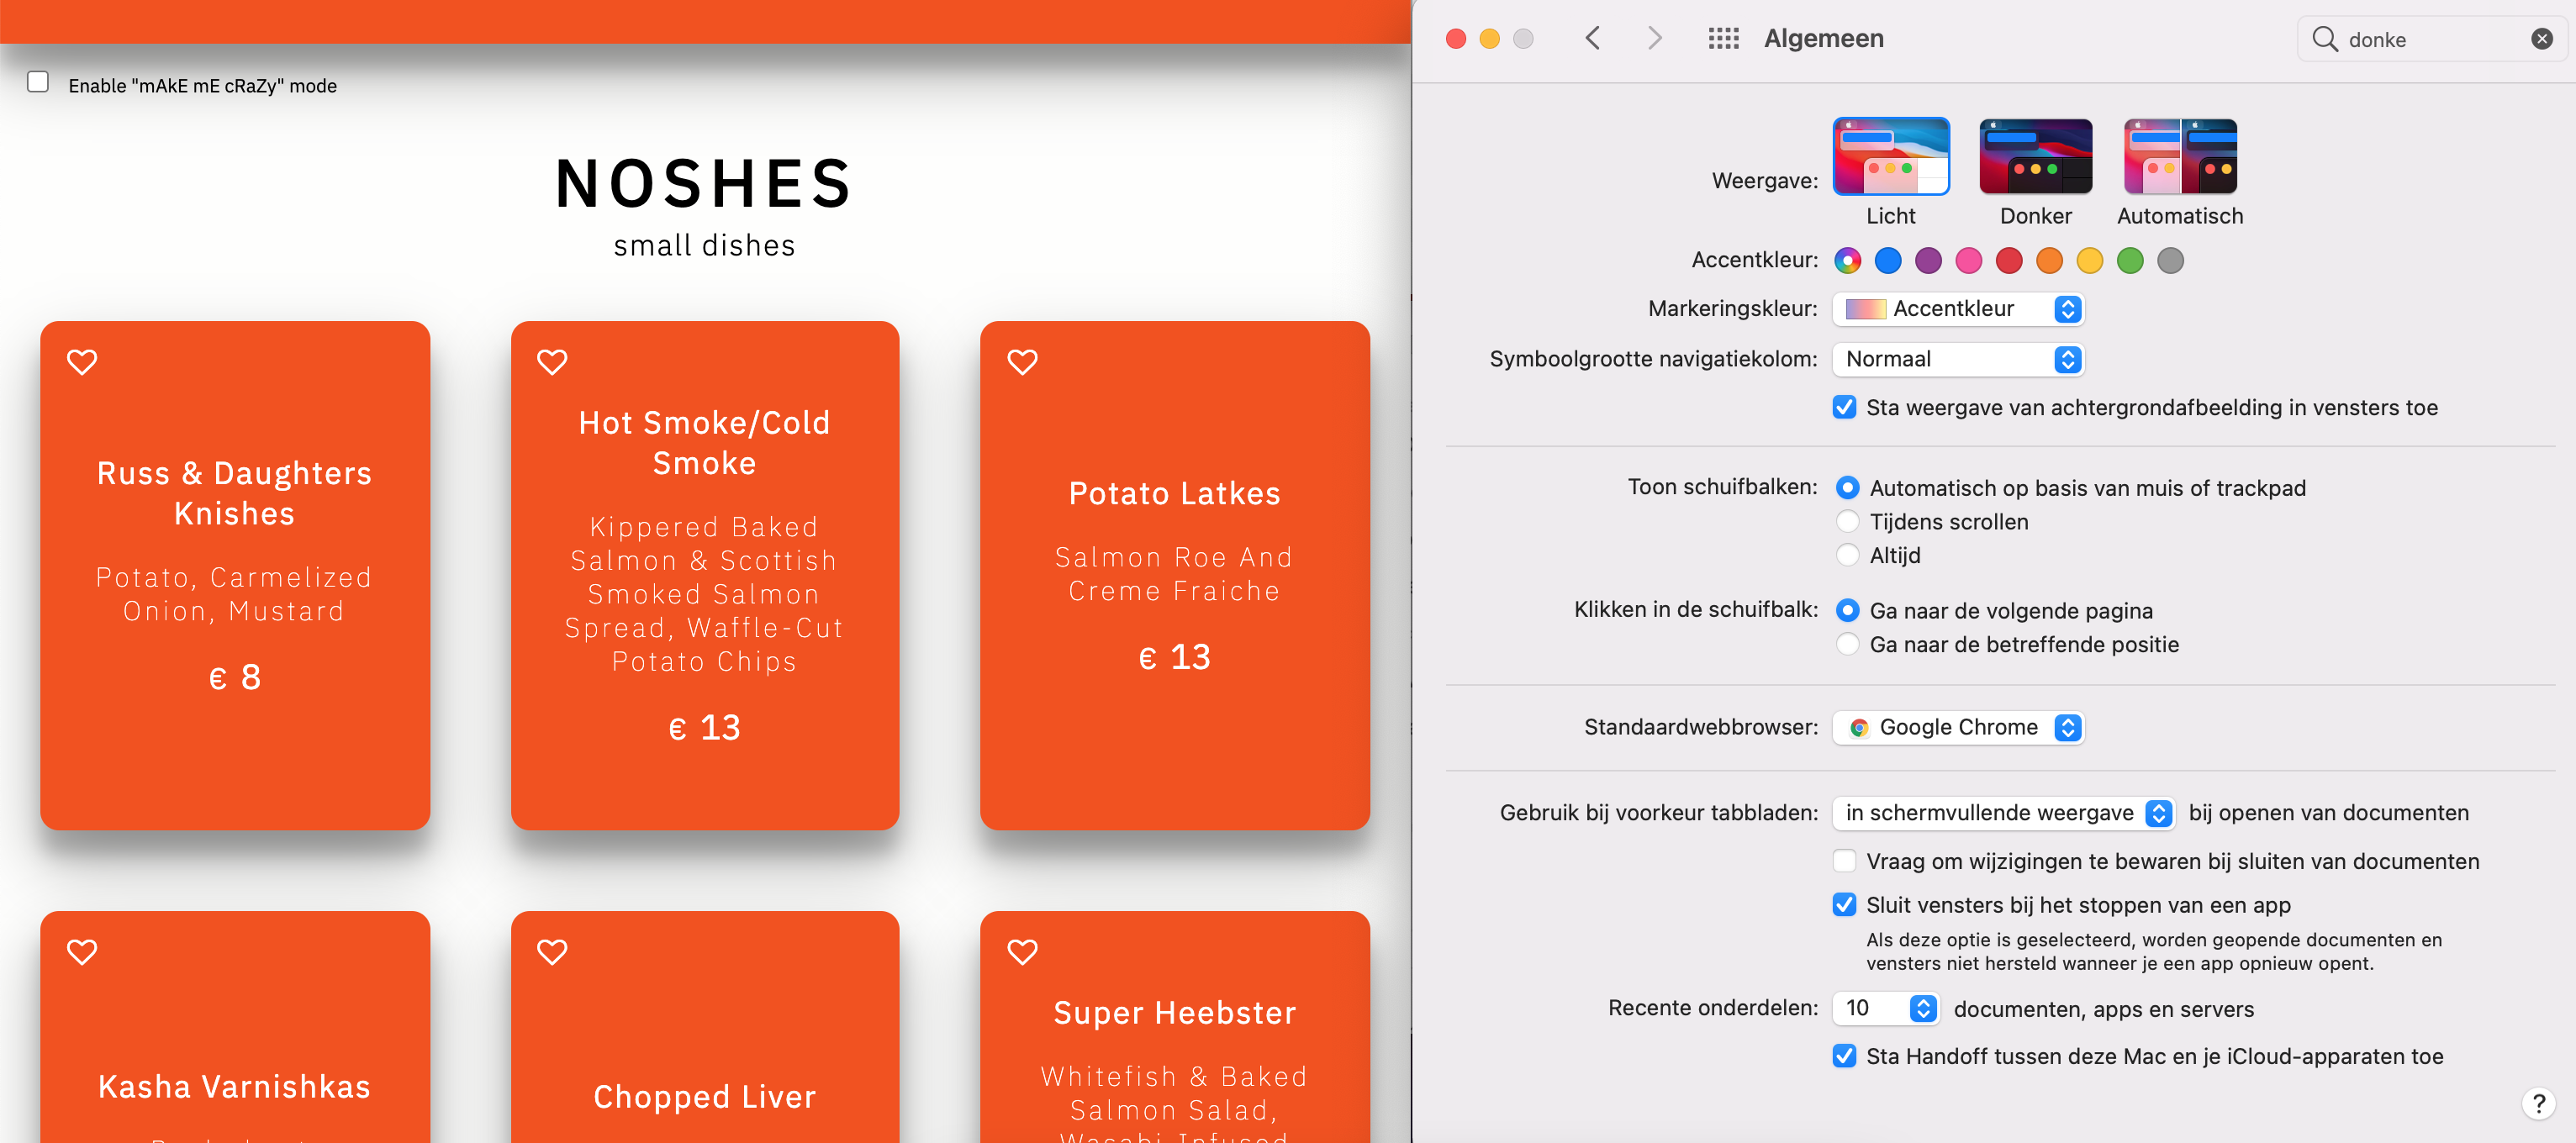 Enable "mAkE mE cRaZy" mode
NOSHES
small dishes
Russ & Daughters
Knishes
Potato, Carmelized
Onion, Mustard
€ 8
Hot Smoke/Cold
Smoke
Kippered Baked
Salmon & Scottish
Smoked Salmon
Spread, Waffle-Cut
Potato Chips
€ 13
Potato Latkes
Salmon Roe And
Creme Fraiche
€ 13
Kasha Varnishkas
Chopped Liver
Super Heebster
Whitefish & Baked
Salmon Salad,
Wasabi-Infused
Algemeen
donke
Weergave:
Licht
Donker
Automatisch
Accentkleur:
Markeringskleur:
Accentkleur
Symboolgrootte navigatiekolom:
Normaal
Sta weergave van achtergrondafbeelding in vensters toe
Toon schuifbalken:
Automatisch op basis van muis of trackpad
Tijdens scrollen
Altijd
Klikken in de schuifbalk:
Ga naar de volgende pagina
Ga naar de betreffende positie
Standaardwebbrowser:
Google Chrome
Gebruik bij voorkeur tabbladen:
in schermvullende weergave
bij openen van documenten
Vraag om wijzigingen te bewaren bij sluiten van documenten
Sluit vensters bij het stoppen van een app
Als deze optie is geselecteerd, worden geopende documenten en
vensters niet hersteld wanneer je een app opnieuw opent.
Recente onderdelen:
10
documenten, apps en servers
Sta Handoff tussen deze Mac en je iCloud-apparaten toe
?